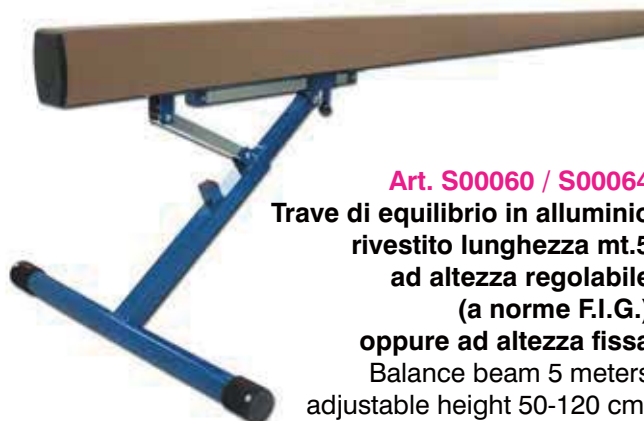 Art. S00060 / S00064
Trave di equilibrio in alluminio
rivestito lunghezza mt.5
ad altezza regolabile
(a norme F.I.G.)
oppure ad altezza fissa
Balance beam 5 meters
adjustable height 50-120 cm